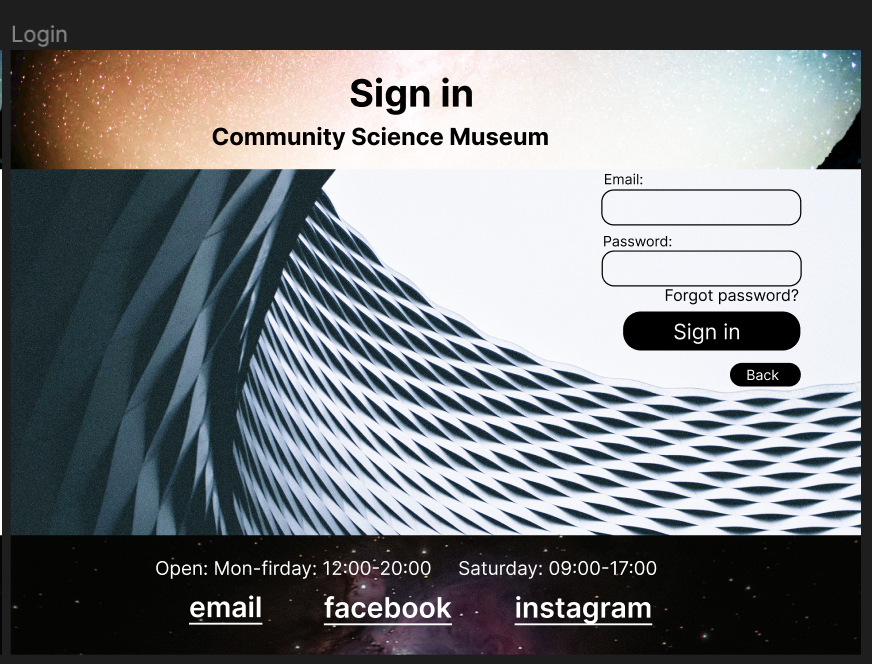 Login
Sign in
Community Science Museum
Email:
Password:
Forgot password?
Sign in
Back
Open: Mon-firday: 12:00-20:00 Saturday: 09:00-17:00
email facebook instagram